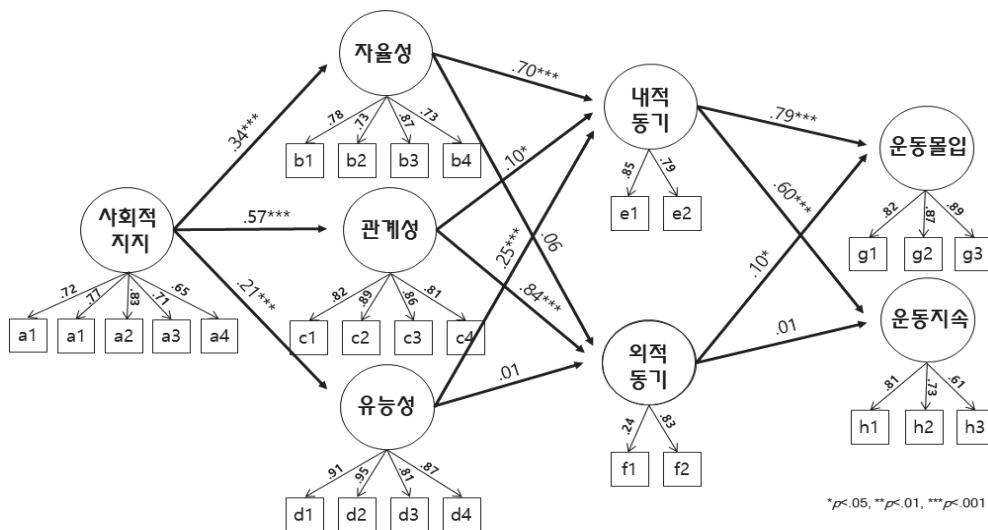 자율성
.78 .73 .87 .73
b1 b2 b3 b4
.34***
.70***
내적
동기
.85 .79
e1 e2
.79***
운동몰입
.82 .87 .89
g1 g2 g3
사회적
지지
.72 .77 .83 .71 .65
a1 a1 a2 a3 a4
.57***
관계성
.82 .89 .86 .81
c1 c2 c3 c4
.10*
.06
.25***
.84***
.60***
.10*
.21***
유능성
.91 .95 .81 .87
d1 d2 d3 d4
.01
외적
동기
.24 .83
f1 f2
.01
운동지속
.81 .73 .61
h1 h2 h3
*p<.05, **p<.01, ***p<.001